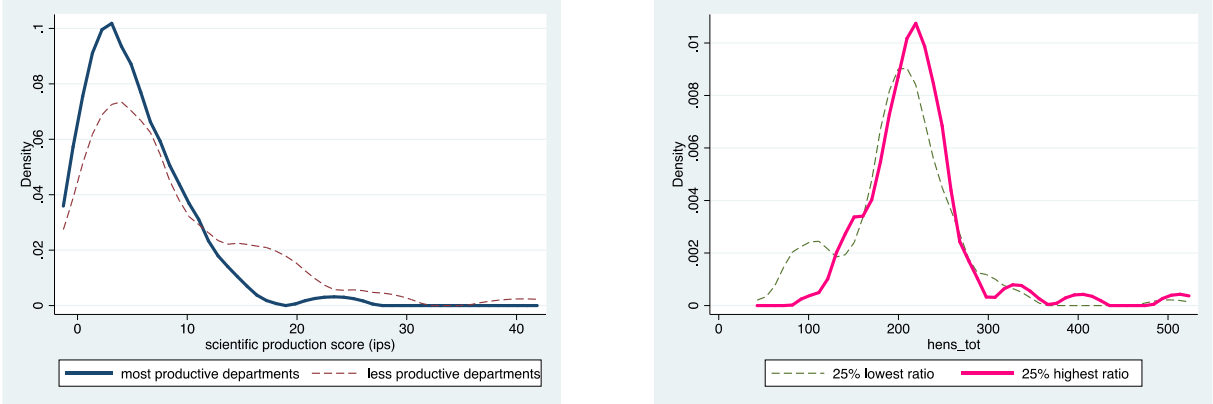 Density
.1
.08
.06
.04
.02
0
0 10 20 30 40
scientific production score (ips)
most productive departments less productive departments
Density
.01
.008
.006
.004
.002
0
0 100 200 300 400 500
hens_tot
25% lowest ratio 25% highest ratio